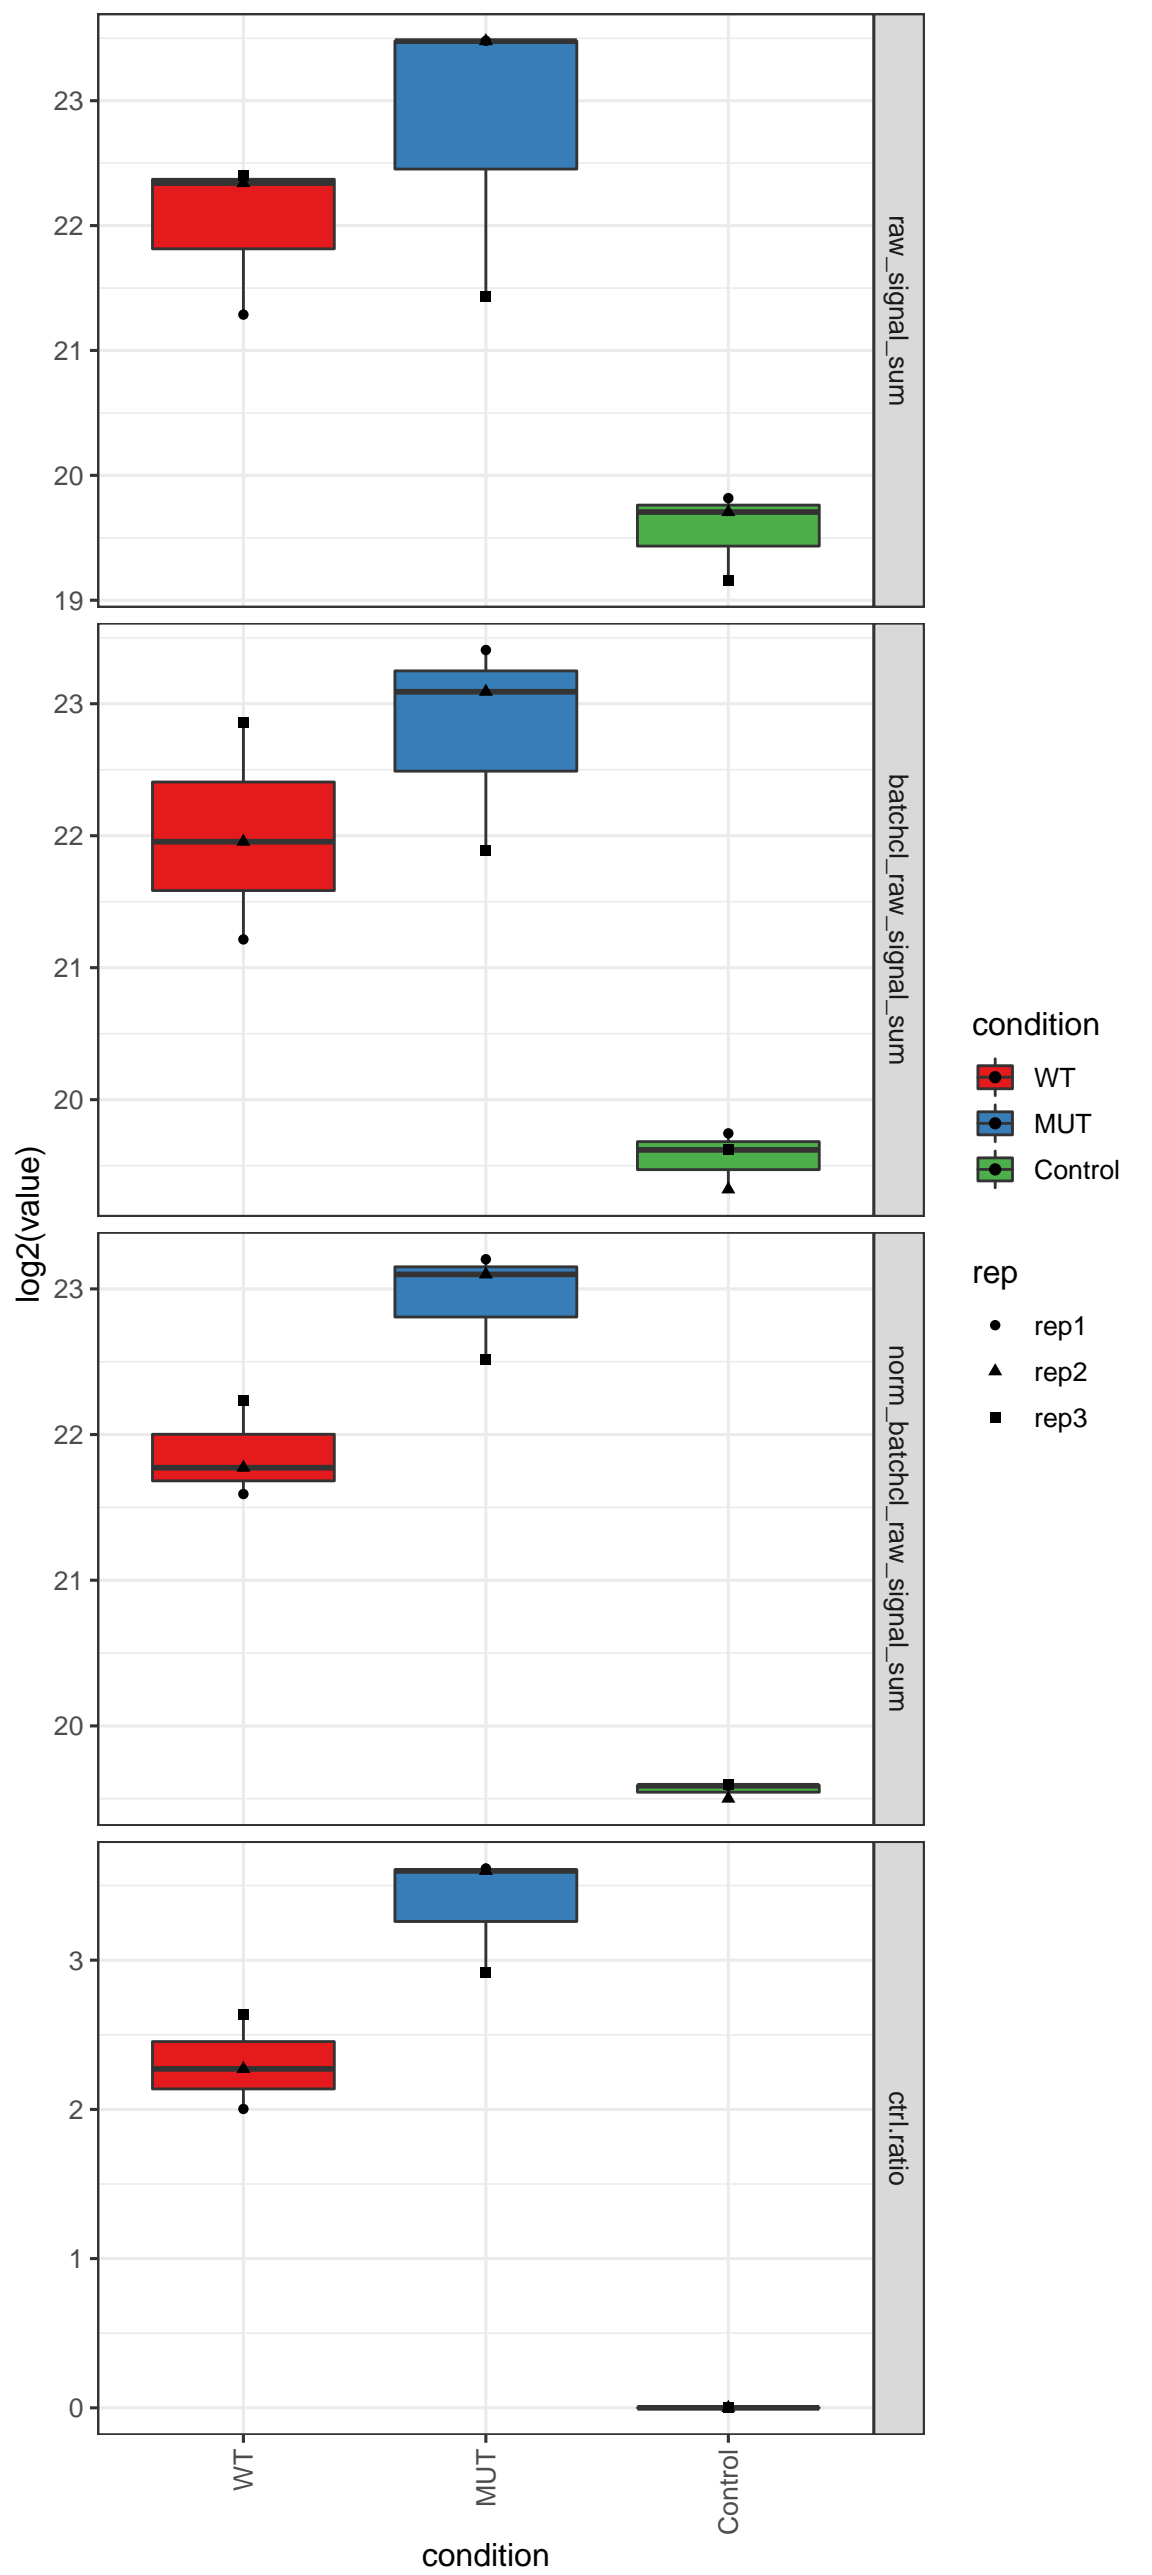 log2(value)
23
22
21
20
19
raw_signal_sum
23
22
21
20
batchcl_raw_signal_sum
23
22
21
20
norm_batchcl_raw_signal_sum
3
2
1
0
ctrl.ratio
WT
MUT
Control
condition
condition
WT
MUT
Control
rep
rep1
rep2
rep3